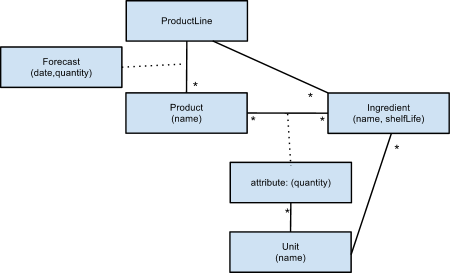 ProductLine
Forecast
(date,quantity)
*
*
Product
(name)
*
*
Ingredient
(name, shelfLife)
*
attribute: (quantity)
*
Unit
(name)